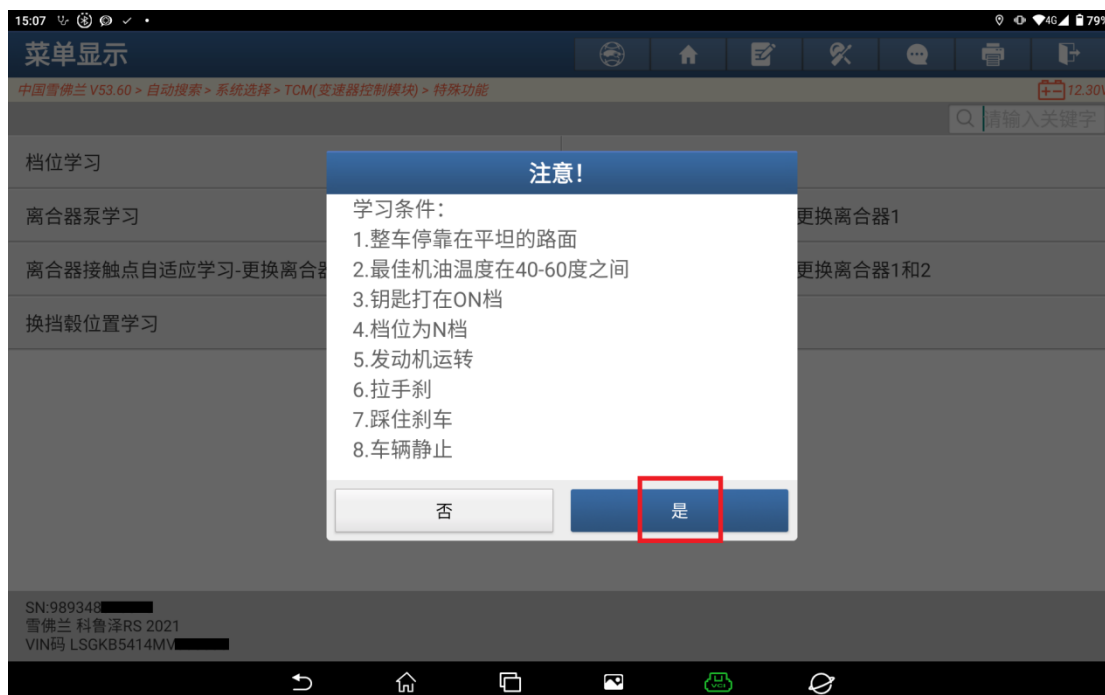 15:07
4G 79%
菜单显示
中国雪佛兰 V53.60 > 自动搜索 > 系统选择 > TCM(变速器控制模块) > 特殊功能
12.30V
请输入关键字
档位学习
离合器泵学习
更换离合器1
离合器接触点自适应学习-更换离合器
更换离合器1和2
换挡毂位置学习
注意!
学习条件:
1.整车停靠在平坦的路面
2.最佳机油温度在40-60度之间
3.钥匙打在ON档
4.档位为N档
5.发动机运转
6.拉手刹
7.踩住刹车
8.车辆静止
否
是
SN:989348
雪佛兰 科鲁泽RS 2021
VIN码 LSGKB5414MV
VCI